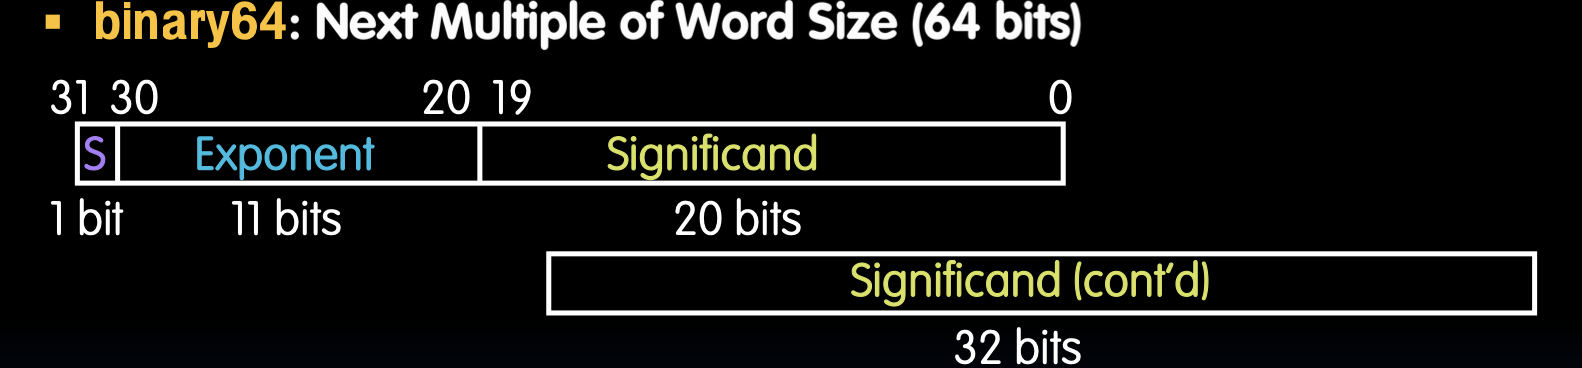 ▪ binary64: Next Multiple of Word Size (64 bits)
31 30 20 19 0
S Exponent Significand
1 bit 11 bits 20 bits
Significand (cont’d)
32 bits